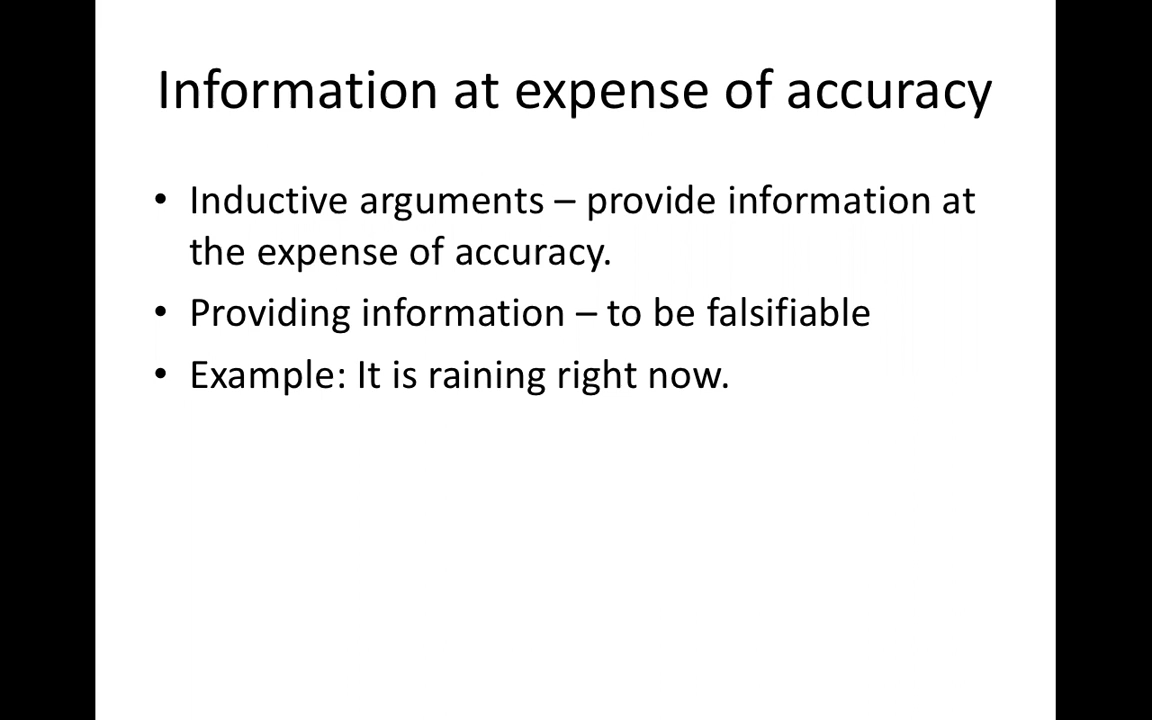 Information at expense of accuracy
• Inductive arguments – provide information at
the expense of accuracy.
• Providing information – to be falsifiable
• Example: It is raining right now.